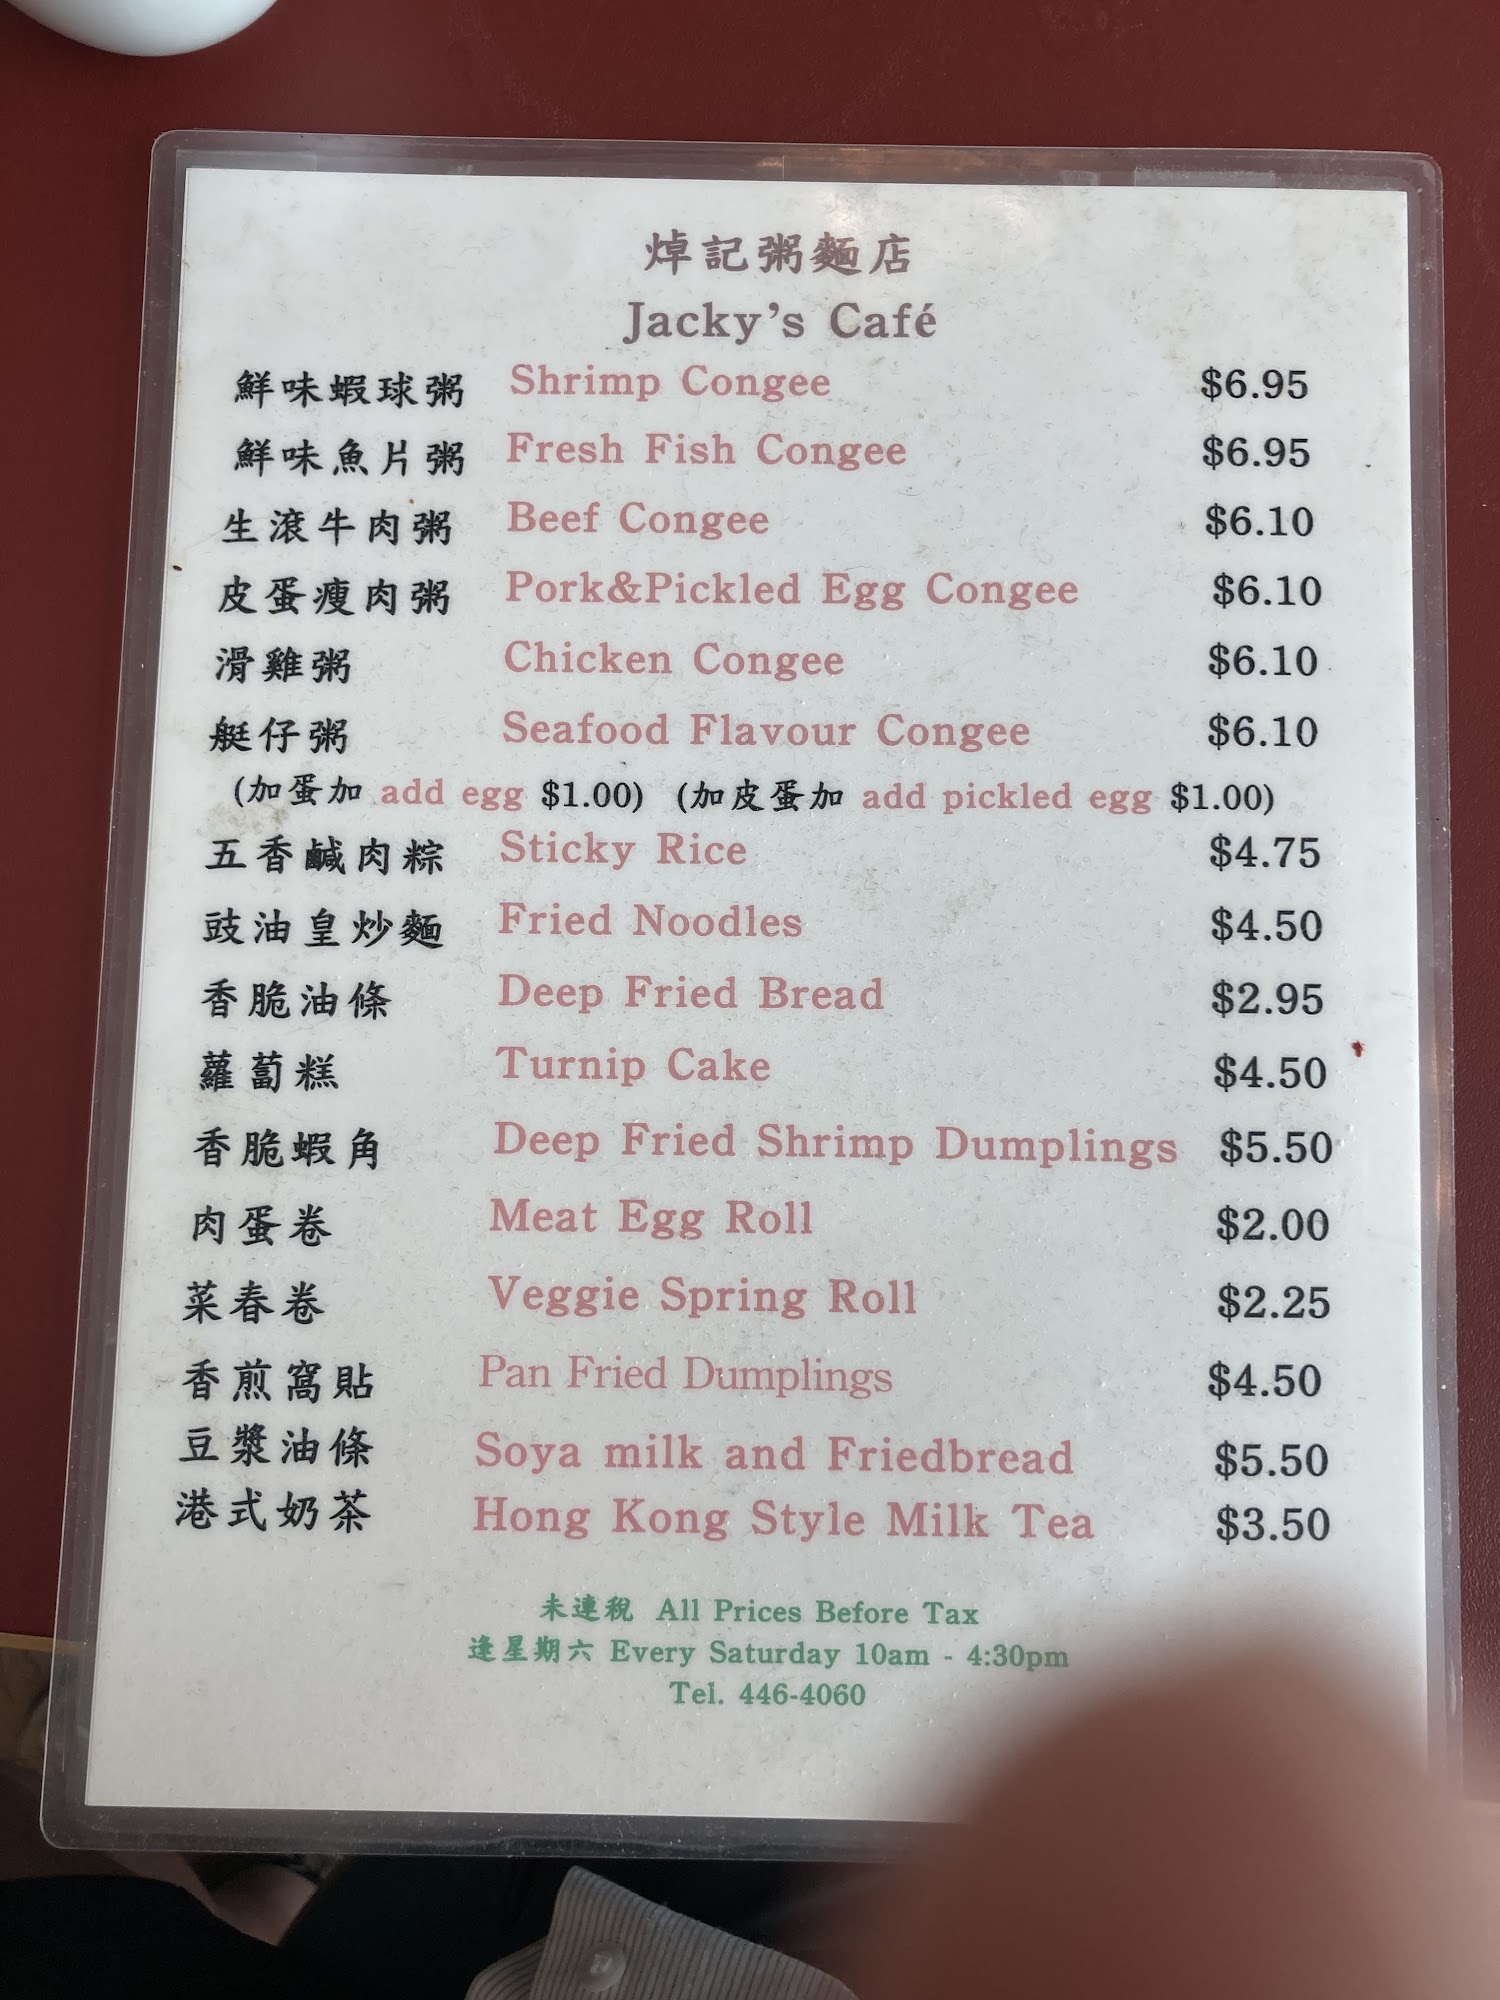 焯記粥麵店
Jacky's Café
鮮味蝦球粥 Shrimp Congee $6.95
鮮味魚片粥 Fresh Fish Congee $6.95
生滾牛肉粥 Beef Congee $6.10
皮蛋瘦肉粥 Pork&Pickled Egg Congee $6.10
滑雞粥 Chicken Congee $6.10
艇仔粥 Seafood Flavour Congee $6.10
(加蛋加 add egg $1.00) (加皮蛋加 add pickled egg $1.00)
五香鹹肉粽 Sticky Rice $4.75
豉油皇炒麵 Fried Noodles $4.50
香脆油條 Deep Fried Bread $2.95
蘿蔔糕 Turnip Cake $4.50
香脆蝦角 Deep Fried Shrimp Dumplings $5.50
肉蛋卷 Meat Egg Roll $2.00
菜春卷 Veggie Spring Roll $2.25
香煎窩貼 Pan Fried Dumplings $4.50
豆漿油條 Soya milk and Friedbread $5.50
港式奶茶 Hong Kong Style Milk Tea $3.50
未連稅 All Prices Before Tax
逢星期六 Every Saturday 10am - 4:30pm
Tel. 446-4060